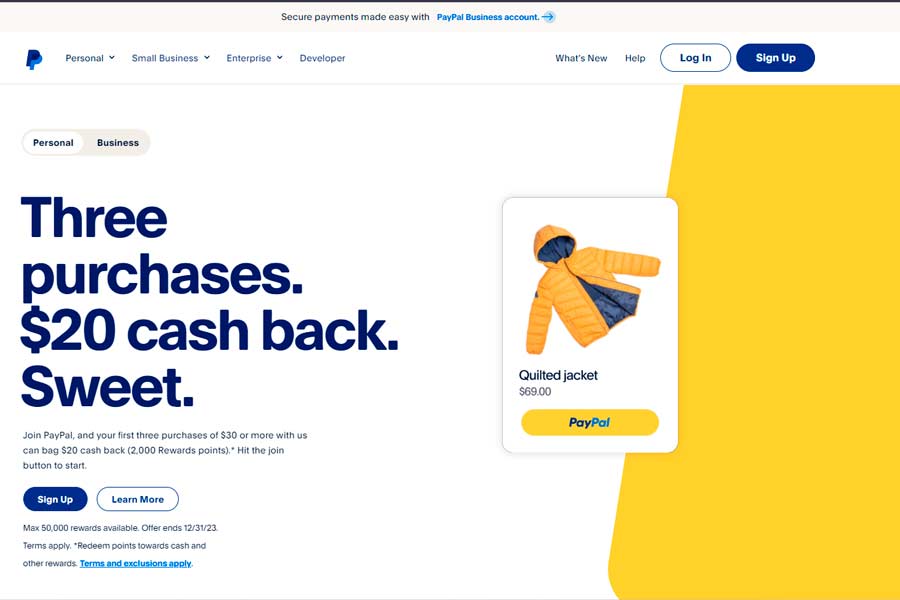 Secure payments made easy with PayPal Business account.
Personal Small Business Enterprise Developer What's New Help Log In Sign Up
Personal Business
Three
purchases.
$20 cash back.
Sweet.
Join PayPal, and your first three purchases of $30 or more with us
can bag $20 cash back (2,000 Rewards points).* Hit the join
button to start.
Sign Up Learn More
Max 50,000 rewards available. Offer ends 12/31/23.
Terms apply. *Redeem points towards cash and
other rewards. Terms and exclusions apply.
Quilted jacket
$69.00
PayPal